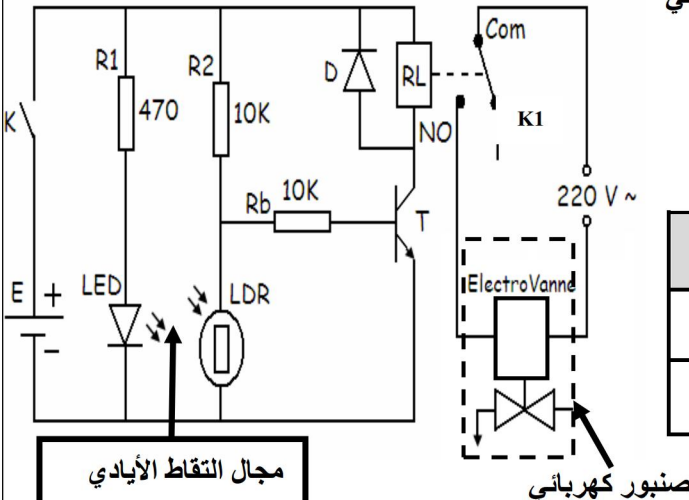 Com
R1
R2
D
RL
470
10K
K
NO
K1
10K
Rb
T
220 V ~
E
+
-
LED
LDR
ElectroVanne
مجال التقاط الأيادي
صنبور كهربائي